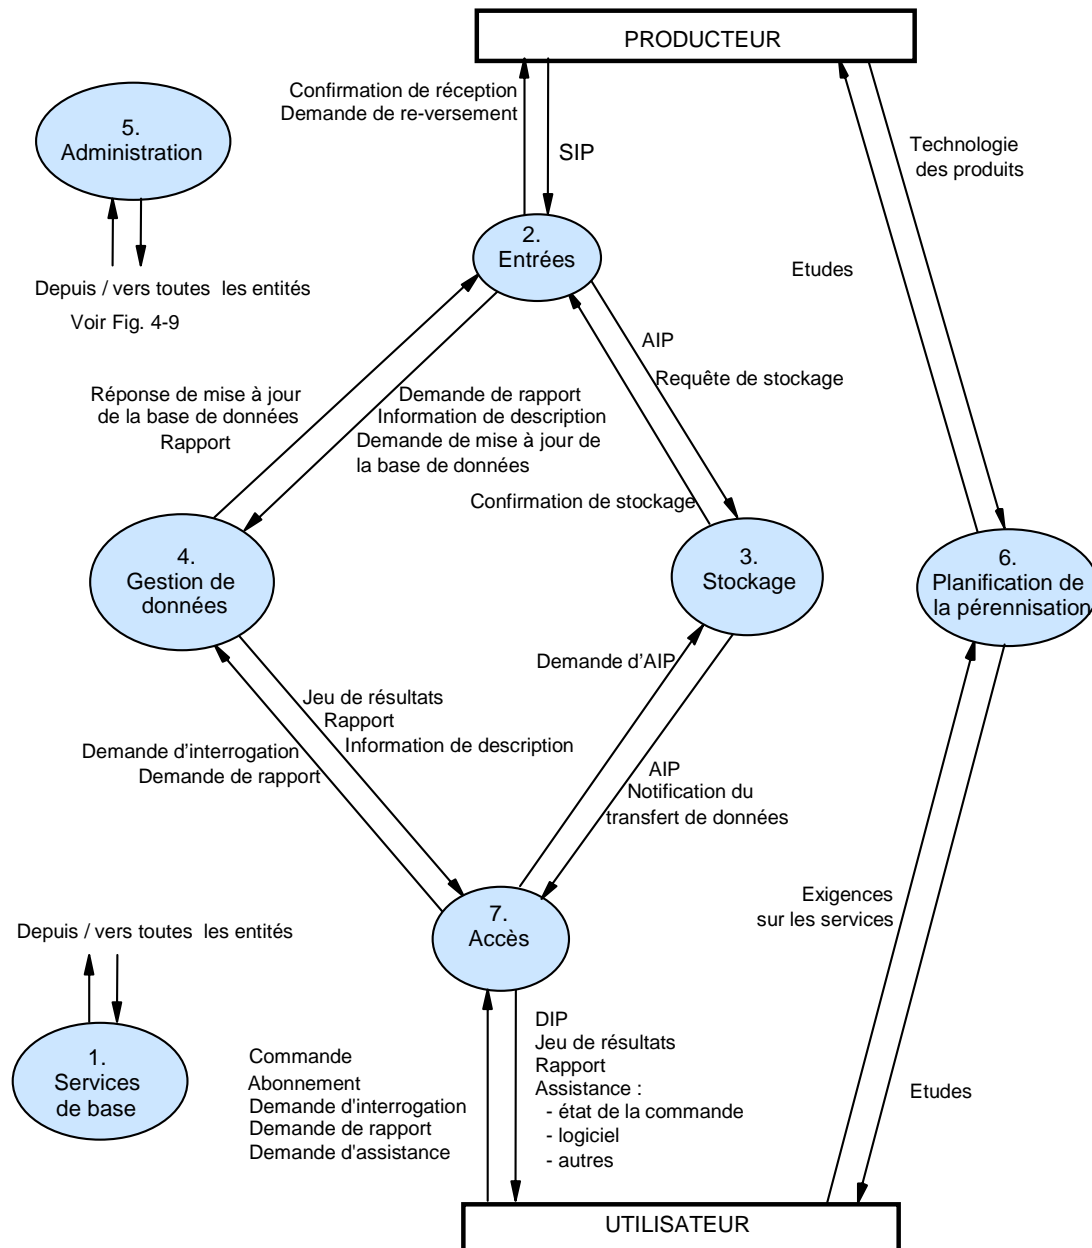 PRODUCTEUR
Confirmation de réception
Demande de re-versement
SIP
5.
Administration
Technologie
des produits
2.
Entrées
Etudes
Depuis / vers toutes les entités
Voir Fig. 4-9
AIP
Requête de stockage
Réponse de mise à jour
de la base de données
Rapport
Demande de rapport
Information de description
Demande de mise à jour de
la base de données
Confirmation de stockage
4.
Gestion de
données
3.
Stockage
6.
Planification de
la pérennisation
Demande d'AIP
Jeu de résultats
Rapport
Information de description
Demande d'interrogation
Demande de rapport
AIP
Notification du
transfert de données
Exigences
sur les services
7.
Accès
Depuis / vers toutes les entités
1.
Services
de base
Commande
Abonnement
Demande d'interrogation
Demande de rapport
Demande d'assistance
DIP
Jeu de résultats
Rapport
Assistance :
- état de la commande
- logiciel
- autres
Etudes
UTILISATEUR